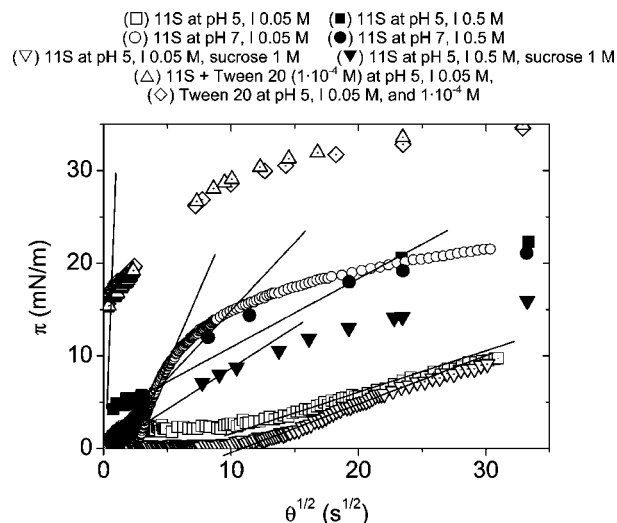 (□) 11S at pH 5, I 0.05 M (■) 11S at pH 5, I 0.5 M
(○) 11S at pH 7, I 0.05 M (●) 11S at pH 7, I 0.5 M
(▽) 11S at pH 5, I 0.05 M, sucrose 1 M (▼) 11S at pH 5, I 0.5 M, sucrose 1 M
(△) 11S + Tween 20 (1·10⁻⁴ M) at pH 5, I 0.05 M,
(◇) Tween 20 at pH 5, I 0.05 M, and 1·10⁻⁴ M
π (mN/m)
30
20
10
0
0 10 20 30
θ^1/2 (s^1/2)